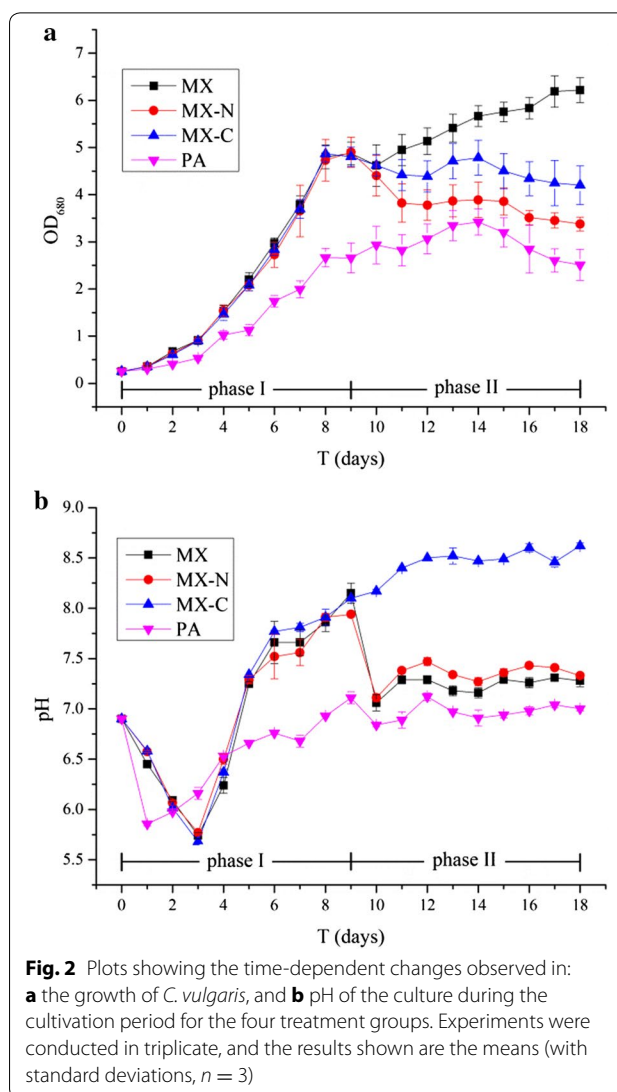 a
7
6
5
4
3
2
1
0
OD680
MX
MX-N
MX-C
PA
phase I
phase II
0 2 4 6 8 10 12 14 16 18
T (days)
b
9.0
8.5
8.0
7.5
7.0
6.5
6.0
5.5
pH
MX
MX-N
MX-C
PA
phase I
phase II
0 2 4 6 8 10 12 14 16 18
T (days)
Fig. 2 Plots showing the time-dependent changes observed in:
a the growth of C. vulgaris, and b pH of the culture during the
cultivation period for the four treatment groups. Experiments were
conducted in triplicate, and the results shown are the means (with
standard deviations, n = 3)